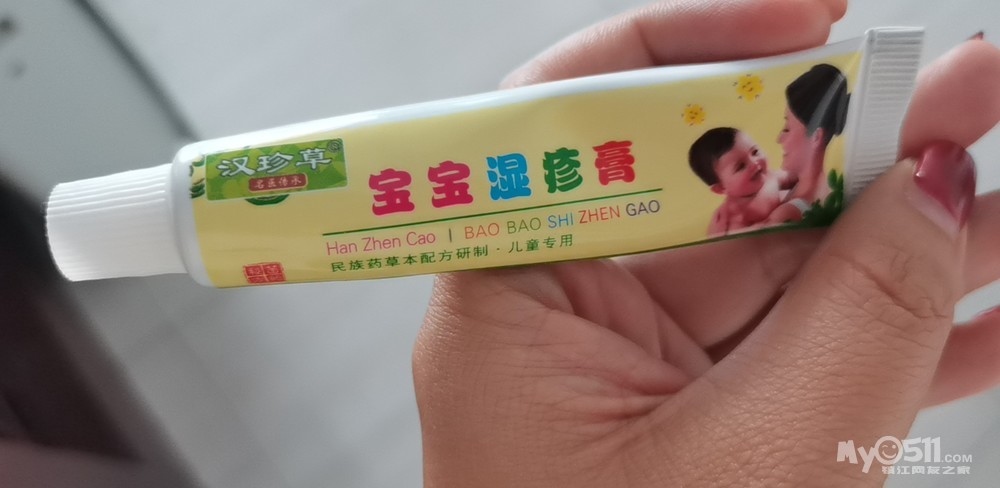 汉珍草®
名医传承
宝宝湿疹膏
Han Zhen Cao | BAO BAO SHI ZHEN GAO
民族药草本配方研制·儿童专用
My0511.COM
镇江网友之家